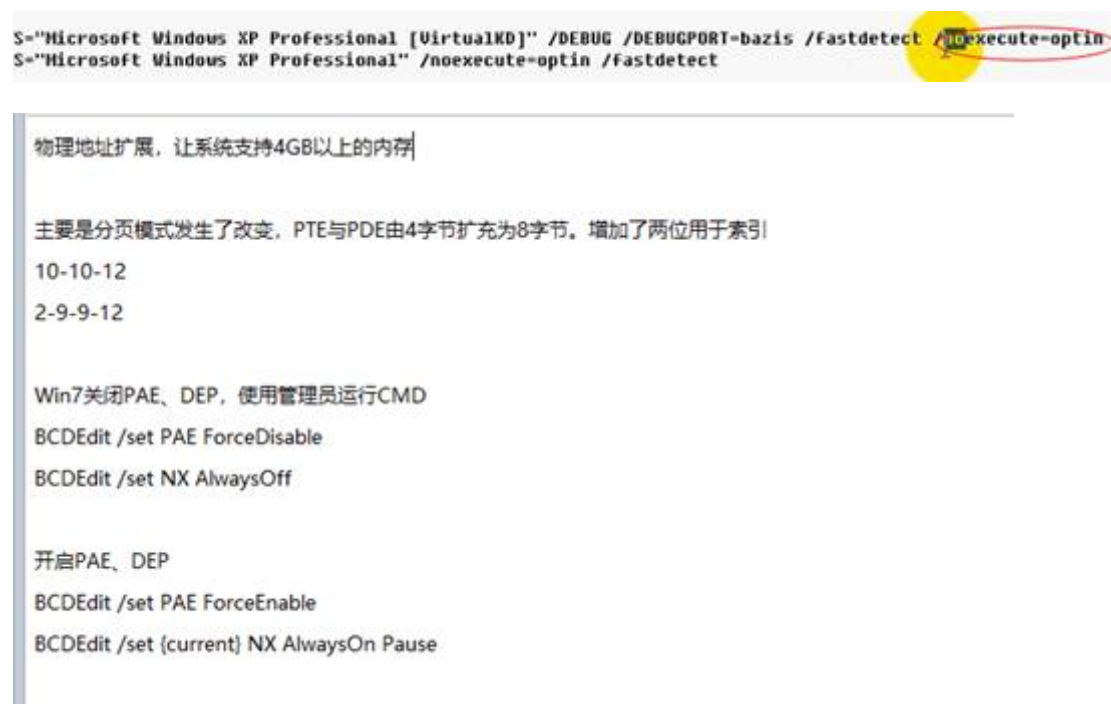 S="Microsoft Windows XP Professional [VirtualKD]" /DEBUG /DEBUGPORT=bazis /fastdetect /noexecute=optin
S="Microsoft Windows XP Professional" /noexecute=optin /fastdetect
物理地址扩展，让系统支持4GB以上的内存
主要是分页模式发生了改变，PTE与PDE由4字节扩充为8字节。增加了两位用于索引
10-10-12
2-9-9-12
Win7关闭PAE、DEP，使用管理员运行CMD
BCDEdit /set PAE ForceDisable
BCDEdit /set NX AlwaysOff
开启PAE、DEP
BCDEdit /set PAE ForceEnable
BCDEdit /set {current} NX AlwaysOn Pause